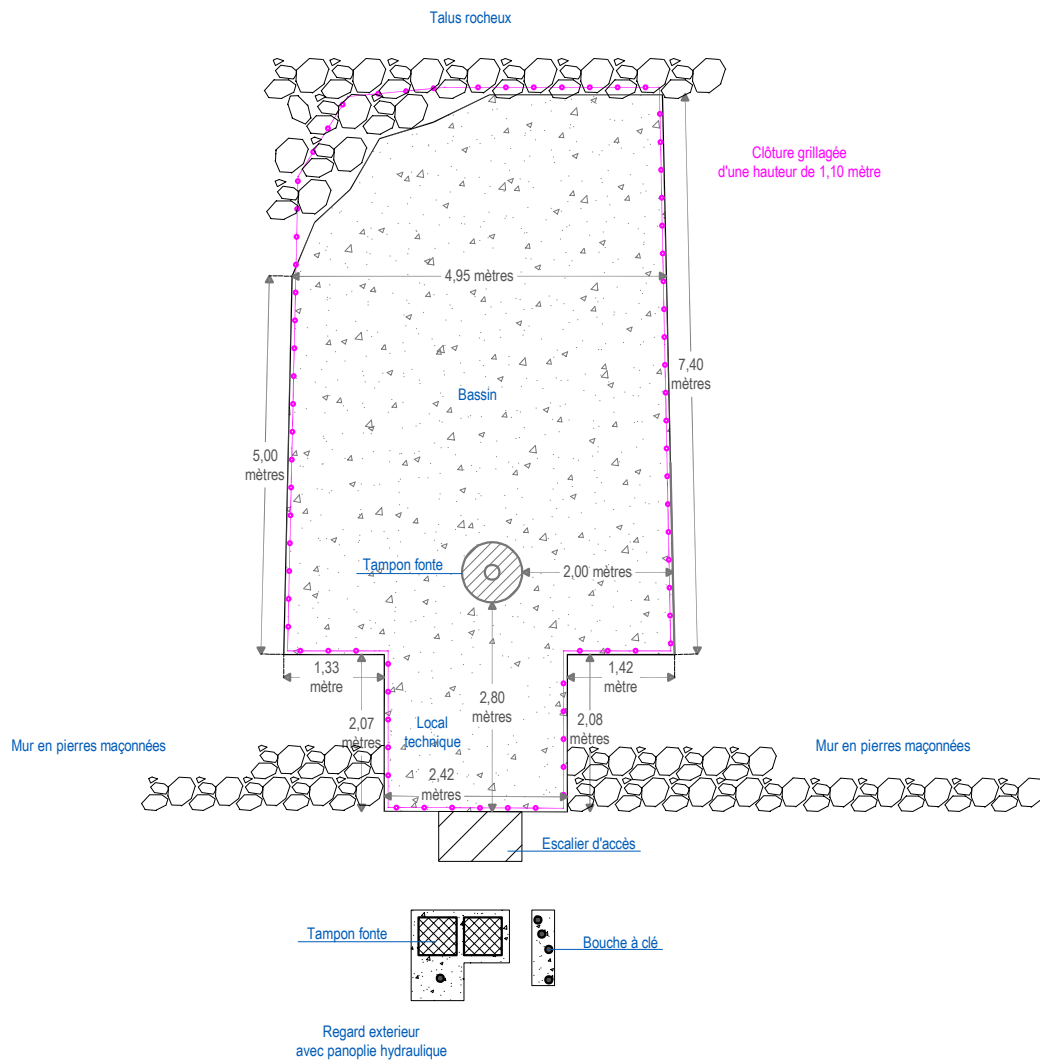 Talus rocheux
Clôture grillagée
d'une hauteur de 1,10 mètre
4,95 mètres
7,40
mètres
Bassin
5,00
mètres
Tampon fonte
2,00 mètres
1,33
mètre
1,42
mètre
2,80
mètres
2,07
mètres
2,08
mètres
Local
technique
Mur en pierres maçonnées
Mur en pierres maçonnées
2,42
mètres
Escalier d'accès
Tampon fonte
Bouche à clé
Regard exterieur
avec panoplie hydraulique